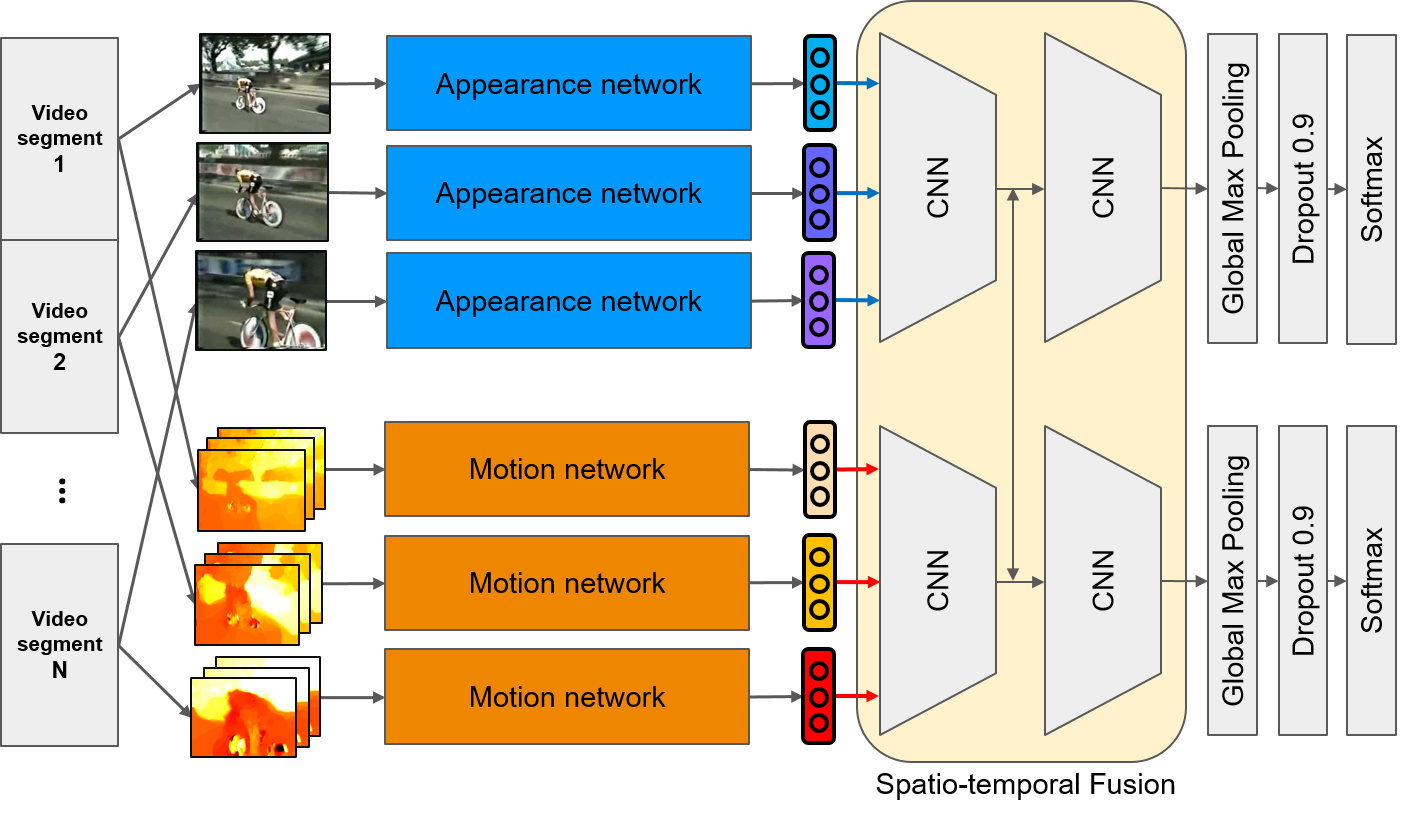 Video
segment
1
Video
segment
2
...
Video
segment
N
Appearance network
Appearance network
Appearance network
Motion network
Motion network
Motion network
CNN
CNN
CNN
CNN
Spatio-temporal Fusion
Global Max Pooling
Dropout 0.9
Softmax
Global Max Pooling
Dropout 0.9
Softmax